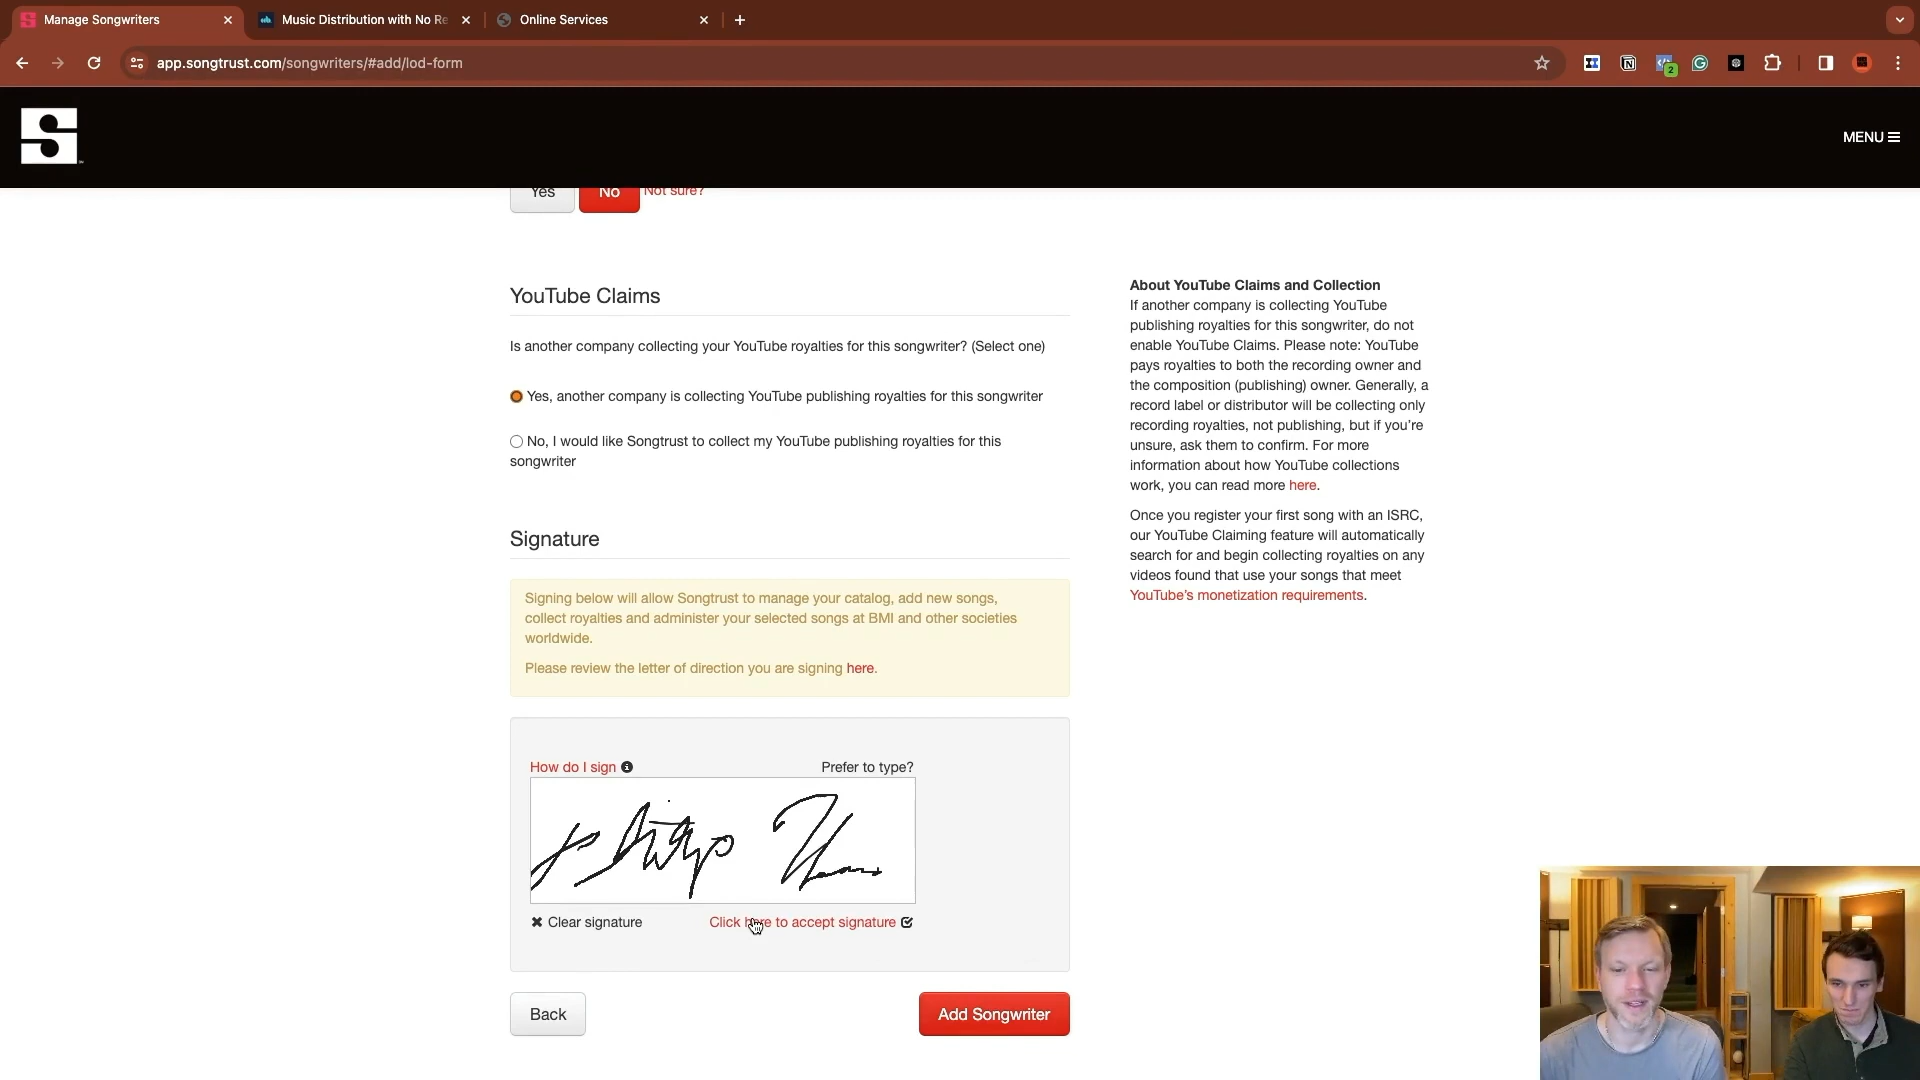 Manage Songwriters
Music Distribution with No Re
Online Services
app.songtrust.com/songwriters/#add/lod-form
2
S
MENU
Yes
No
Not sure?
YouTube Claims
Is another company collecting your YouTube royalties for this songwriter? (Select one)
Yes, another company is collecting YouTube publishing royalties for this songwriter
No, I would like Songtrust to collect my YouTube publishing royalties for this
songwriter
About YouTube Claims and Collection
If another company is collecting YouTube
publishing royalties for this songwriter, do not
enable YouTube Claims. Please note: YouTube
pays royalties to both the recording owner and
the composition (publishing) owner. Generally, a
record label or distributor will be collecting only
recording royalties, not publishing, but if you're
unsure, ask them to confirm. For more
information about how YouTube collections
work, you can read more here.
Once you register your first song with an ISRC,
our YouTube Claiming feature will automatically
search for and begin collecting royalties on any
videos found that use your songs that meet
YouTube's monetization requirements.
Signature
Signing below will allow Songtrust to manage your catalog, add new songs,
collect royalties and administer your selected songs at BMI and other societies
worldwide.
Please review the letter of direction you are signing here.
How do I sign
Prefer to type?
Clear signature
Click here to accept signature
Back
Add Songwriter